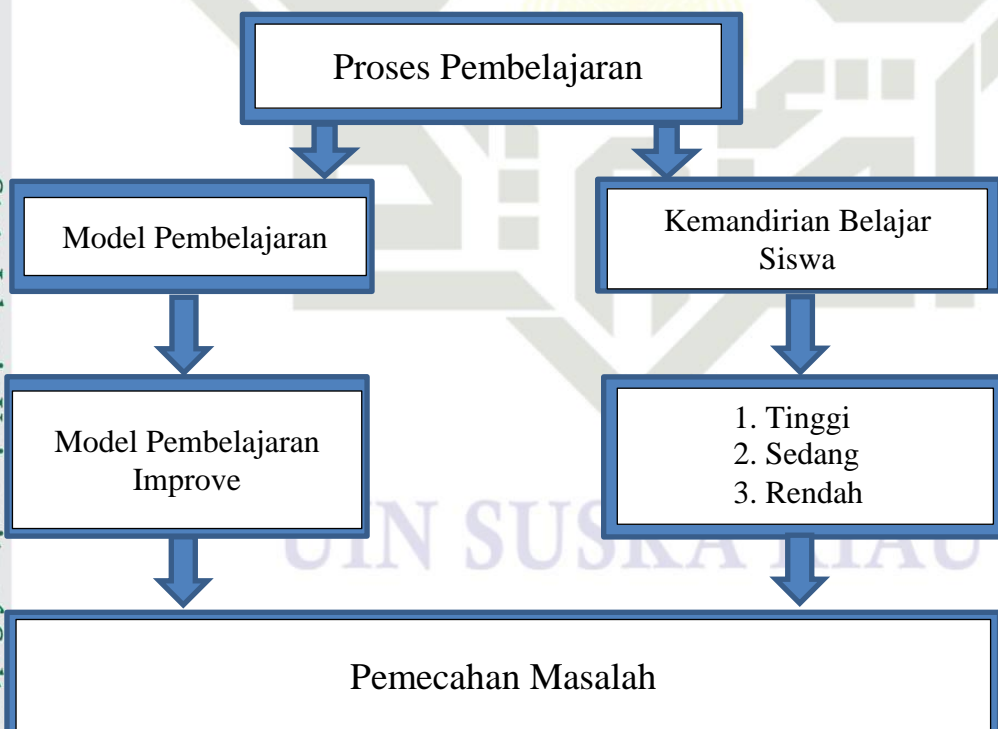 Proses Pembelajaran
Model Pembelajaran
Kemandirian Belajar
Siswa
Model Pembelajaran
Improve
1. Tinggi
2. Sedang
3. Rendah
UIN SUSKA RIAU
Pemecahan Masalah